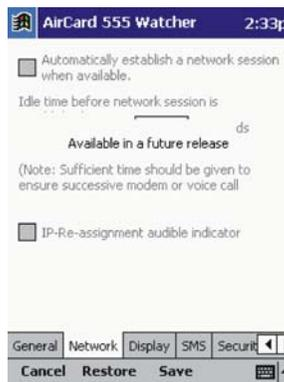 AirCard 555 Watcher 2:33p
Automatically establish a network session
when available.
Idle time before network session is
ds
Available in a future release
(Note: Sufficient time should be given to
ensure successive modem or voice call
IP-Re-assignment audible indicator
General Network Display SMS Securit
Cancel Restore Save